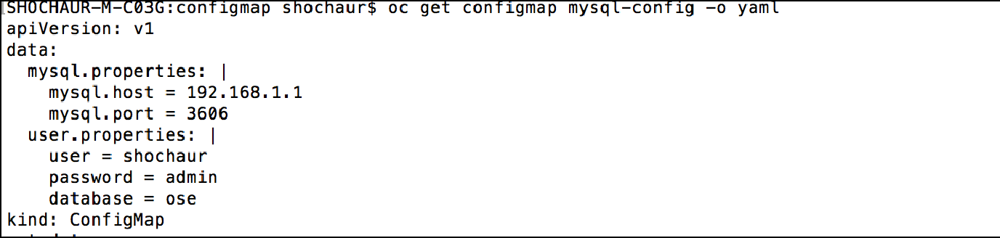 SHOCHAUR-M-C03G:configmap shochaur$ oc get configmap mysql-config -o yaml
apiVersion: v1
data:
  mysql.properties: |
    mysql.host = 192.168.1.1
    mysql.port = 3606
  user.properties: |
    user = shochaur
    password = admin
    database = ose
kind: ConfigMap